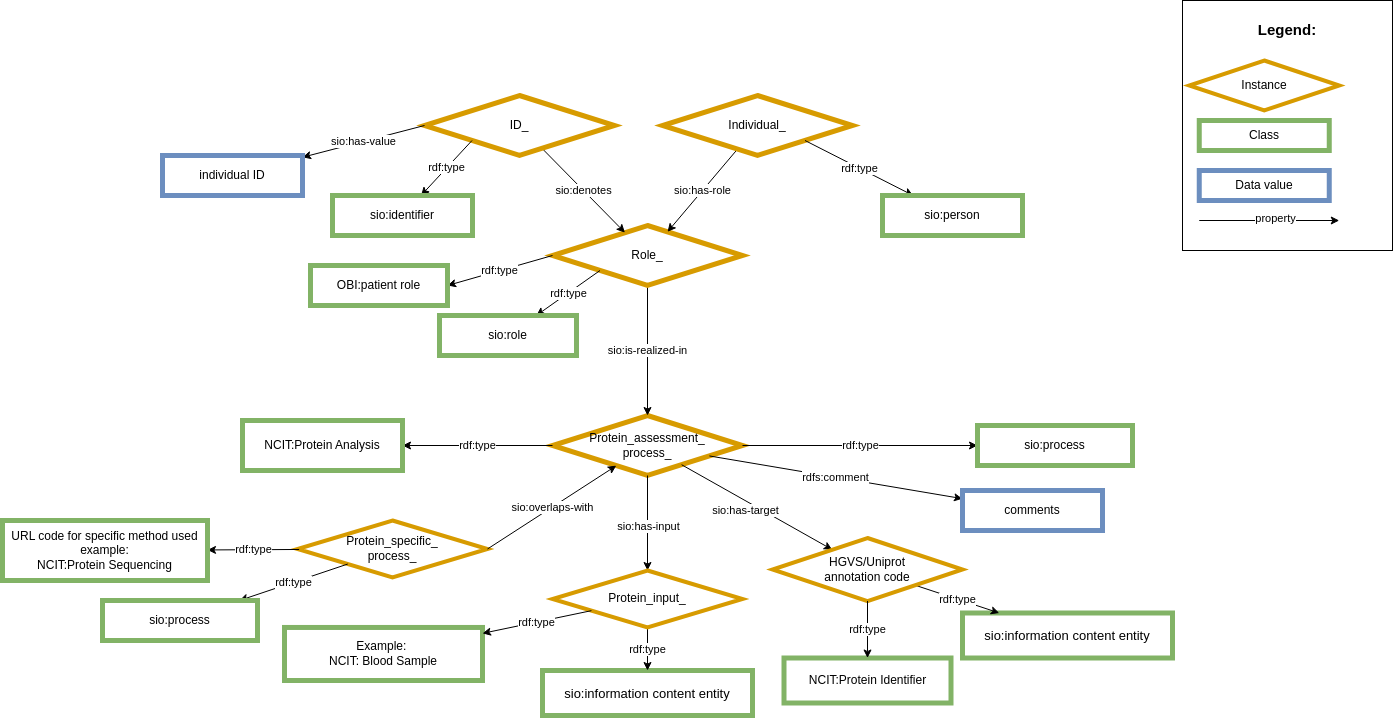 Legend:
Instance
Class
Data value
property
ID_
Individual_
sio:has-value
rdf:type
rdf:type
individual ID
sio:denotes
sio:has-role
sio:identifier
sio:person
Role_
rdf:type
OBI:patient role
rdf:type
sio:role
sio:is-realized-in
NCIT:Protein Analysis
rdf:type
Protein_assessment_
process_
rdf:type
sio:process
rdfs:comment
comments
sio:overlaps-with
sio:has-input
sio:has-target
URL code for specific method used
example:
NCIT:Protein Sequencing
rdf:type
Protein_specific_
process_
HGVS/Uniprot
annotation code
rdf:type
sio:process
Protein_input_
rdf:type
rdf:type
rdf:type
rdf:type
sio:information content entity
Example:
NCIT: Blood Sample
sio:information content entity
NCIT:Protein Identifier